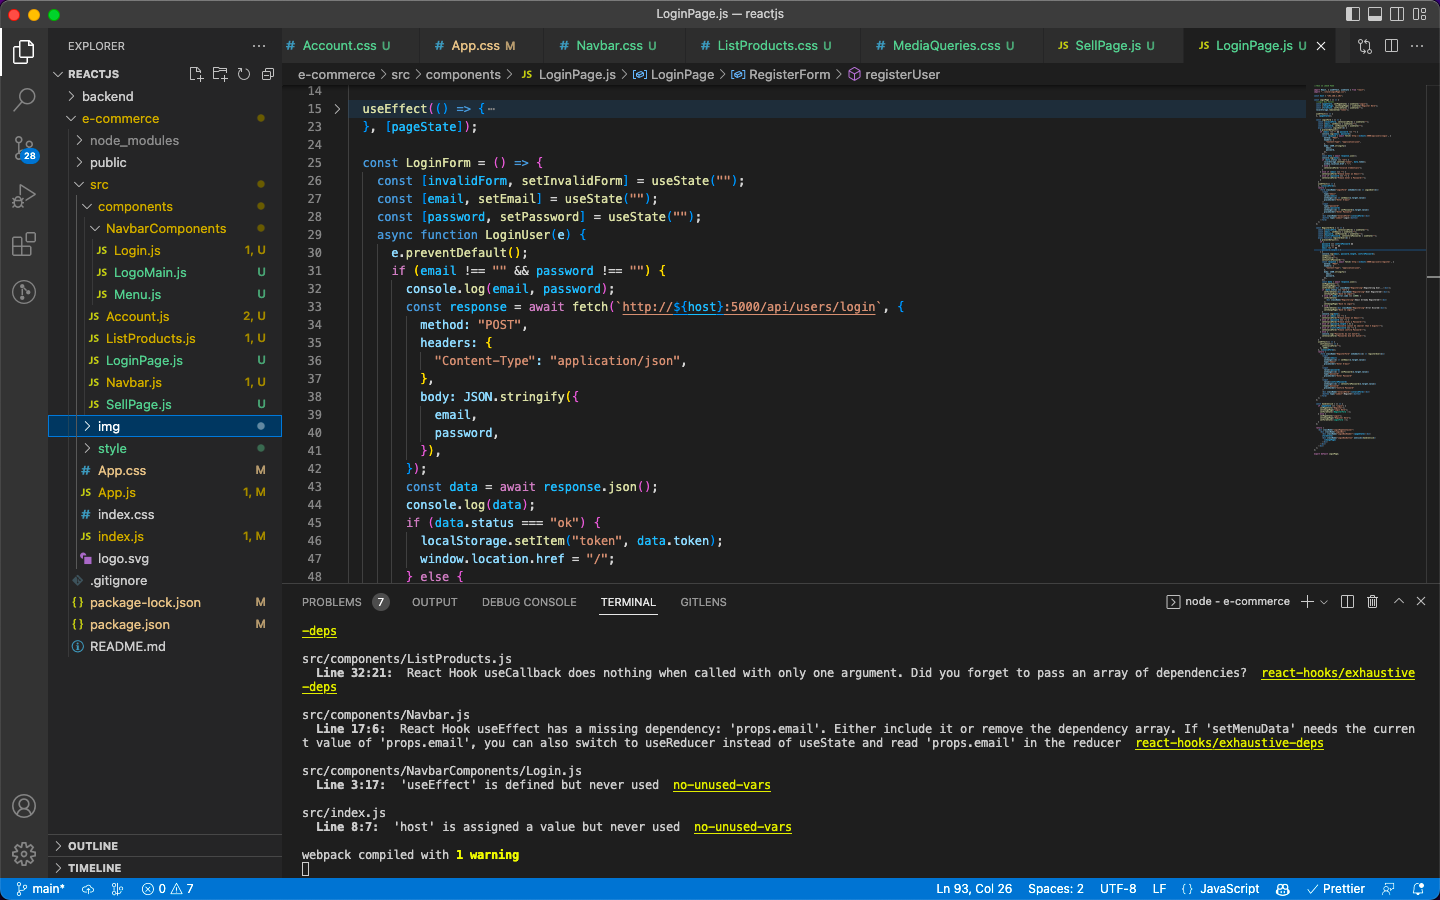 LoginPage.js — reactjs
EXPLORER
REACTJS
backend
e-commerce
node_modules
public
src
components
NavbarComponents
JS Login.js 1, U
JS LogoMain.js U
JS Menu.js U
JS Account.js 2, U
JS ListProducts.js 1, U
JS LoginPage.js U
JS Navbar.js 1, U
JS SellPage.js U
img
style
# App.css M
JS App.js 1, M
# index.css
JS index.js 1, M
logo.svg
.gitignore
{} package-lock.json M
{} package.json M
README.md
OUTLINE
TIMELINE
28
# Account.css U
# App.css M
# Navbar.css U
# ListProducts.css U
# MediaQueries.css U
JS SellPage.js U
JS LoginPage.js U
e-commerce > src > components > JS LoginPage.js > LoginPage > RegisterForm > registerUser
14
15 useEffect(() => {⋯
23 }, [pageState]);
24
25 const LoginForm = () => {
26 const [invalidForm, setInvalidForm] = useState("");
27 const [email, setEmail] = useState("");
28 const [password, setPassword] = useState("");
29 async function LoginUser(e) {
30 e.preventDefault();
31 if (email !== "" && password !== "") {
32 console.log(email, password);
33 const response = await fetch(`http://${host}:5000/api/users/login`, {
34 method: "POST",
35 headers: {
36 "Content-Type": "application/json",
37 },
38 body: JSON.stringify({
39 email,
40 password,
41 }),
42 });
43 const data = await response.json();
44 console.log(data);
45 if (data.status === "ok") {
46 localStorage.setItem("token", data.token);
47 window.location.href = "/";
48 } else {
PROBLEMS 7 OUTPUT DEBUG CONSOLE TERMINAL GITLENS
node - e-commerce
-deps
src/components/ListProducts.js
Line 32:21: React Hook useCallback does nothing when called with only one argument. Did you forget to pass an array of dependencies? react-hooks/exhaustive
-deps
src/components/Navbar.js
Line 17:6: React Hook useEffect has a missing dependency: 'props.email'. Either include it or remove the dependency array. If 'setMenuData' needs the curren
t value of 'props.email', you can also switch to useReducer instead of useState and read 'props.email' in the reducer react-hooks/exhaustive-deps
src/components/NavbarComponents/Login.js
Line 3:17: 'useEffect' is defined but never used no-unused-vars
src/index.js
Line 8:7: 'host' is assigned a value but never used no-unused-vars
webpack compiled with 1 warning
main* 0 7
Ln 93, Col 26 Spaces: 2 UTF-8 LF {} JavaScript Prettier